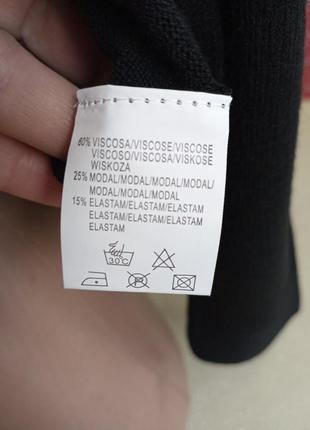 60% VISCOSA/VISCOSE/VISCOSE
VISCOSO/VISCOSA/VISKOSE
WISKOZA
25% MODAL/MODAL/MODAL/
MODAL/MODAL/MODAL
15% ELASTAM/ELASTAM/ELASTAM
ELASTAM/ELASTAM/ELASTAM
ELASTAM
30°C
P